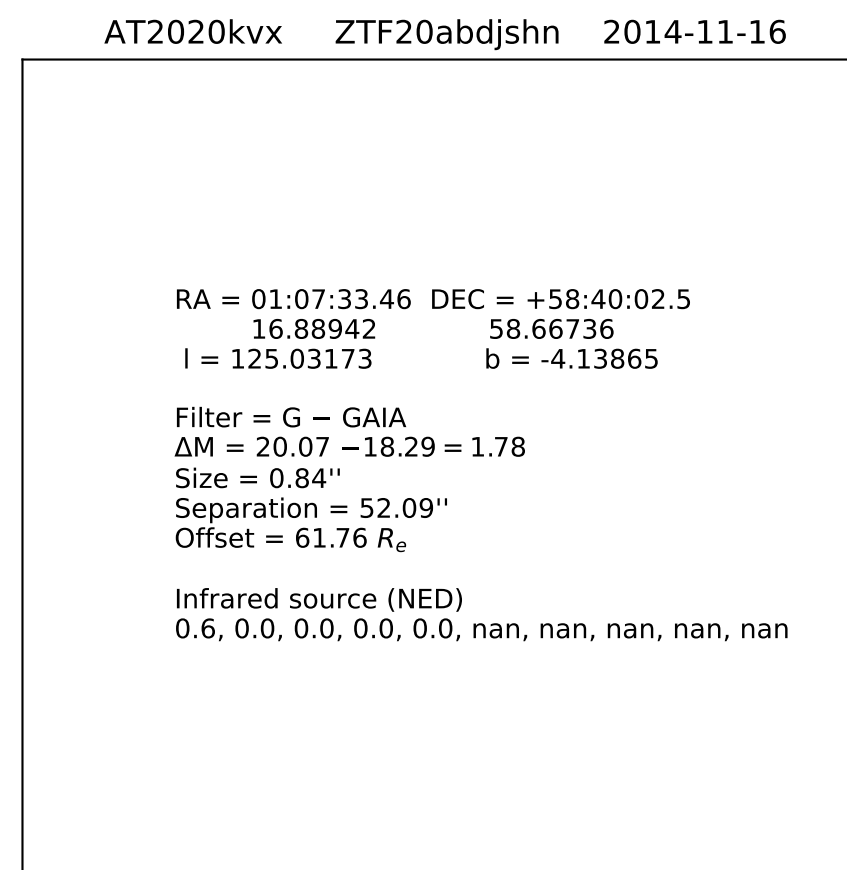 AT2020kvx ZTF20abdjshn 2014-11-16
RA = 01:07:33.46 DEC = +58:40:02.5
16.88942 58.66736
l = 125.03173 b = -4.13865
Filter = G − GAIA
ΔM = 20.07 −18.29 = 1.78
Size = 0.84''
Separation = 52.09''
Offset = 61.76 Rₑ
Infrared source (NED)
0.6, 0.0, 0.0, 0.0, 0.0, nan, nan, nan, nan, nan